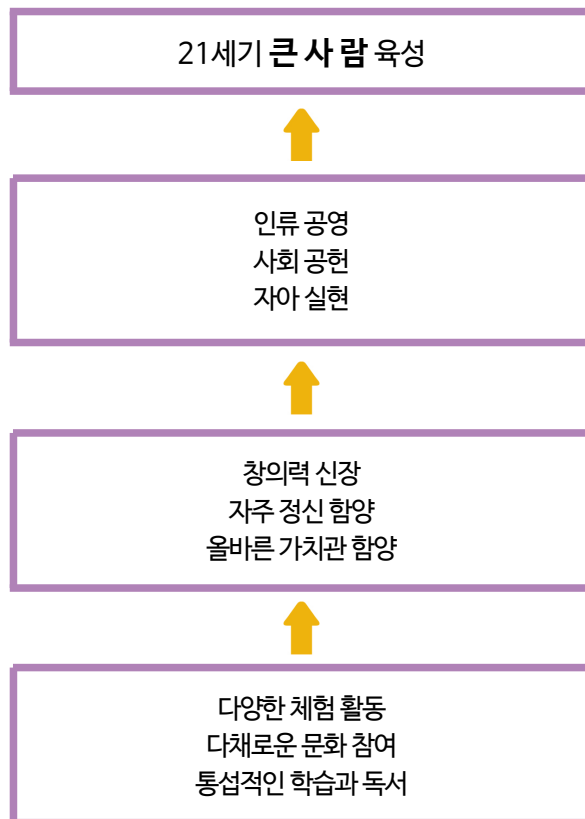 21세기 큰 사 람 육성
인류 공영
사회 공헌
자아 실현
창의력 신장
자주 정신 함양
올바른 가치관 함양
다양한 체험 활동
다채로운 문화 참여
통섭적인 학습과 독서